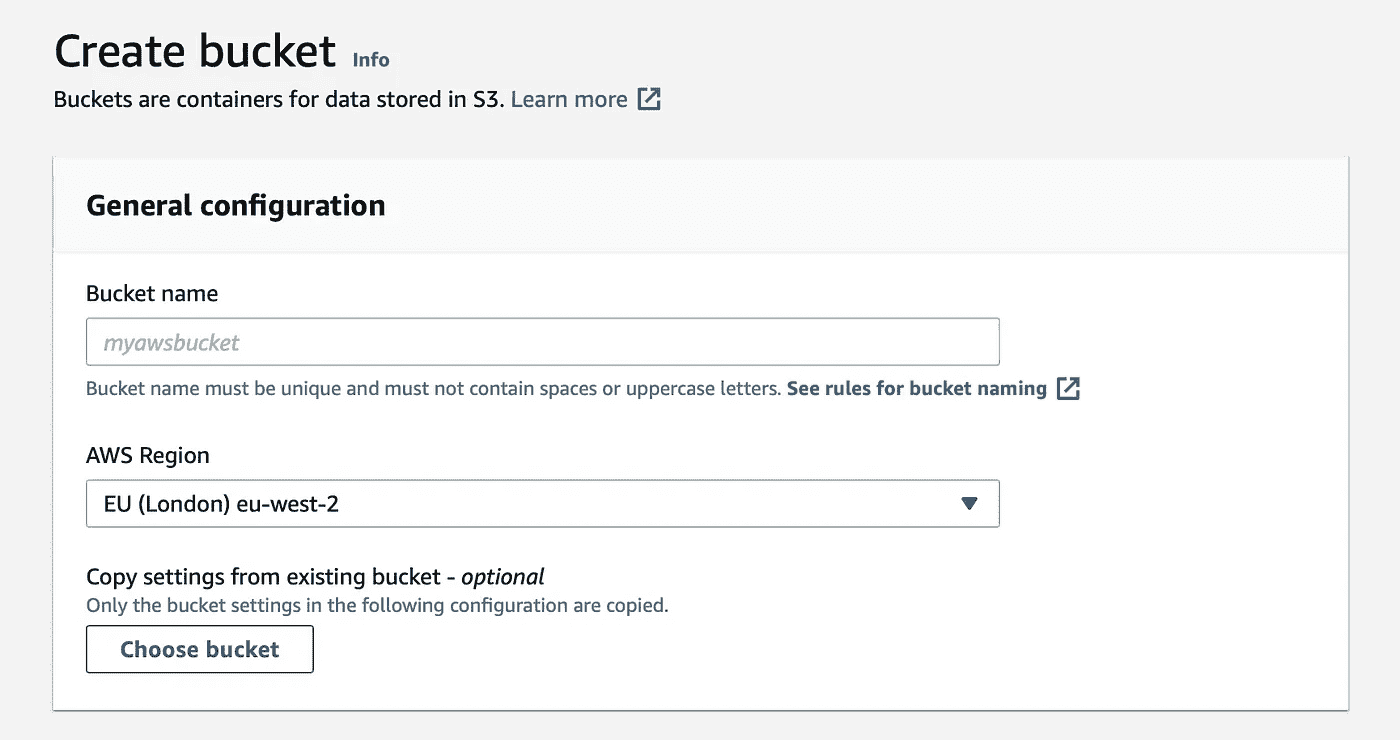 Create bucket Info
Buckets are containers for data stored in S3. Learn more
General configuration
Bucket name
myawsbucket
Bucket name must be unique and must not contain spaces or uppercase letters. See rules for bucket naming
AWS Region
EU (London) eu-west-2
Copy settings from existing bucket - optional
Only the bucket settings in the following configuration are copied.
Choose bucket